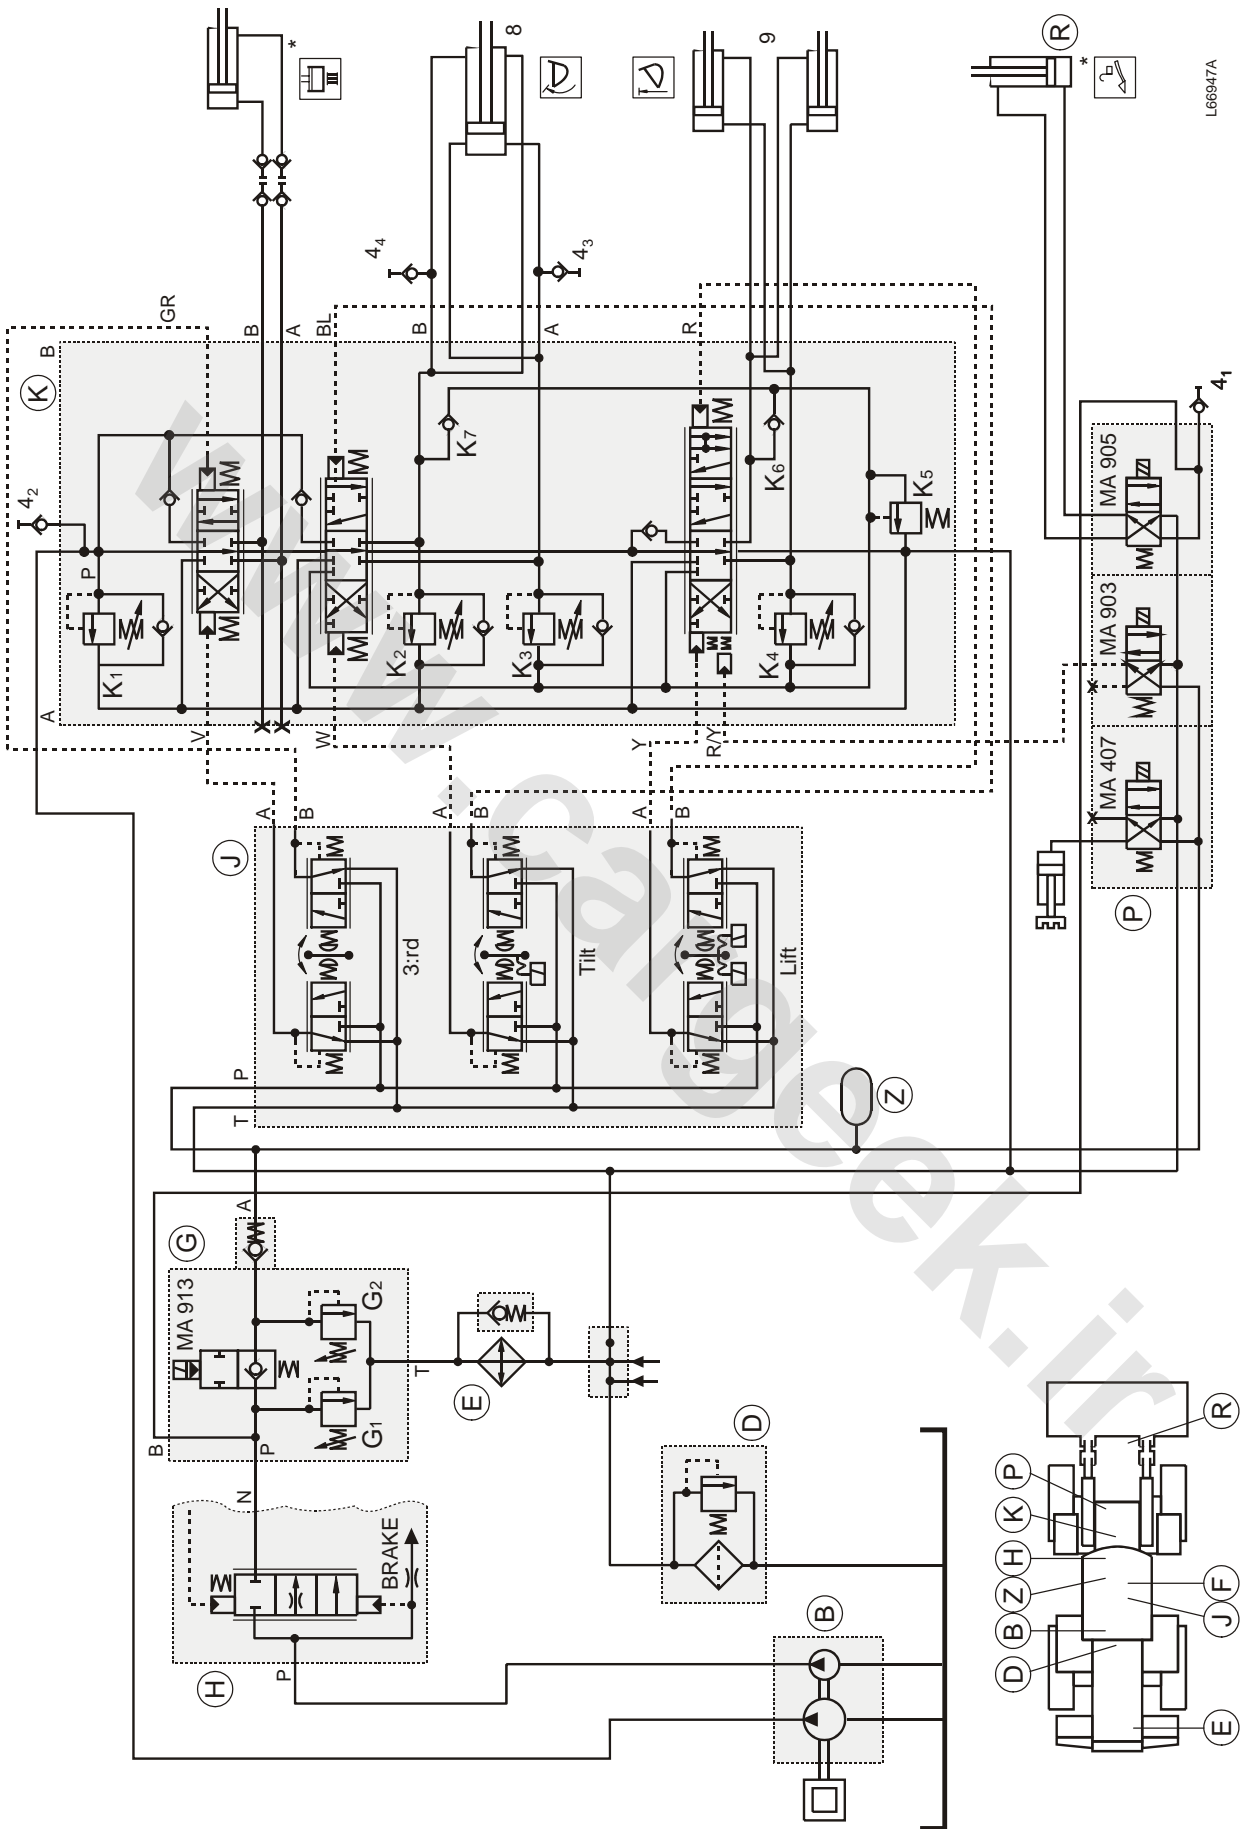 8
9
R
*
*
L66947A
4₄
4₃
GR
B
A
BL
B
A
R
K
B
4₂
P
K7
K6
K5
4₁
MA 905
MA 903
MA 407
P
K1
K2
K3
K4
A
V
W
Y
R/Y
A
B
A
B
A
B
J
3:rd
Tilt
Lift
P
T
Z
A
G
MA 913
G2
G1
B
P
T
E
N
D
BRAKE
H
P
B
P
K
H
Z
B
D
R
F
J
E
www.cargeek.ir